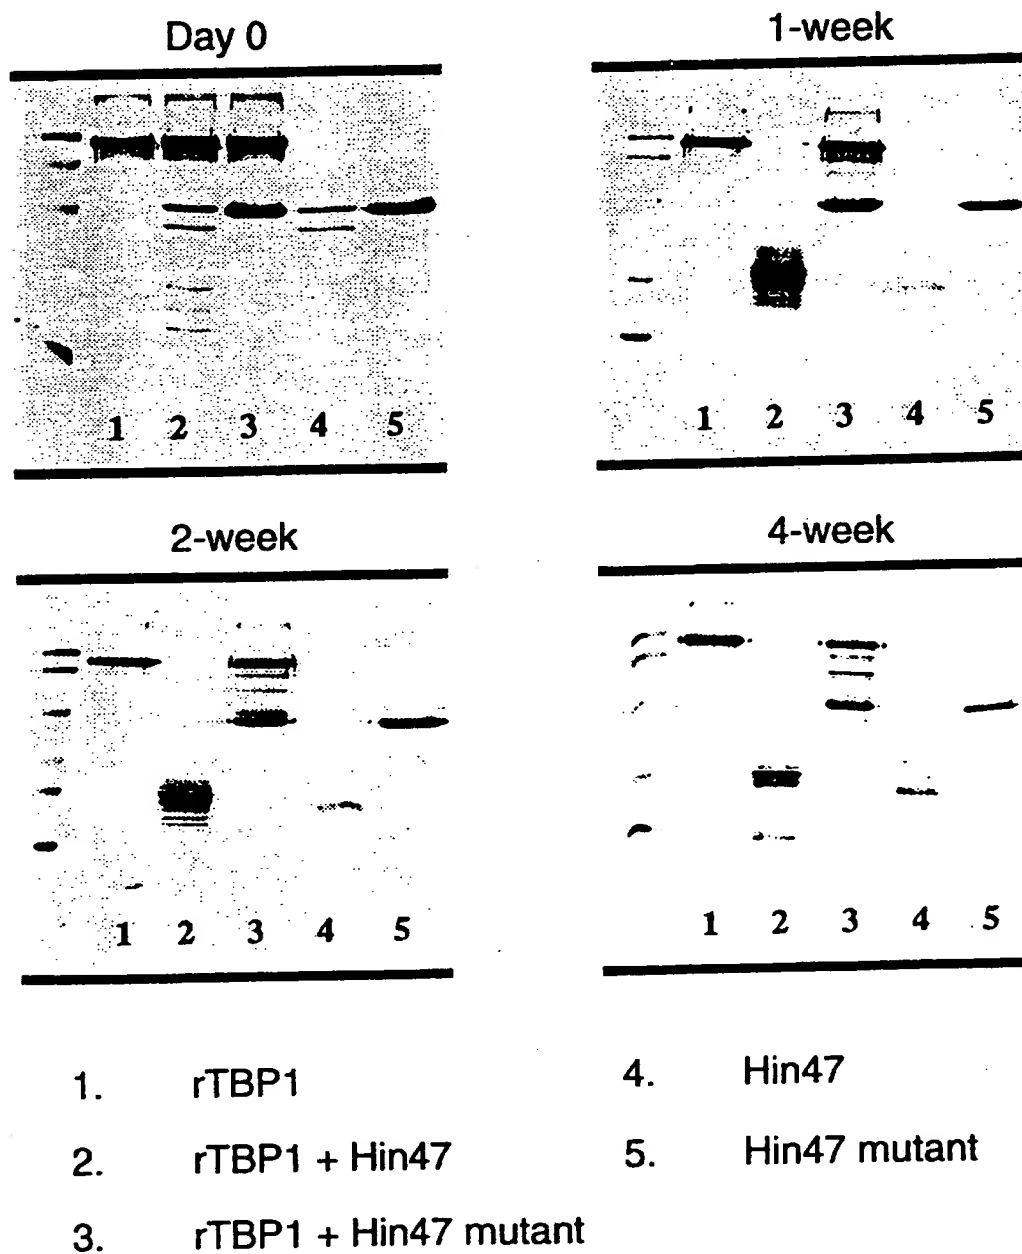 Day 0
1-week
1 2 3 4 5
1 2 3 4 5
2-week
4-week
1 2 3 4 5
1 2 3 4 5
1. rTBP1
4. Hin47
2. rTBP1 + Hin47
5. Hin47 mutant
3. rTBP1 + Hin47 mutant